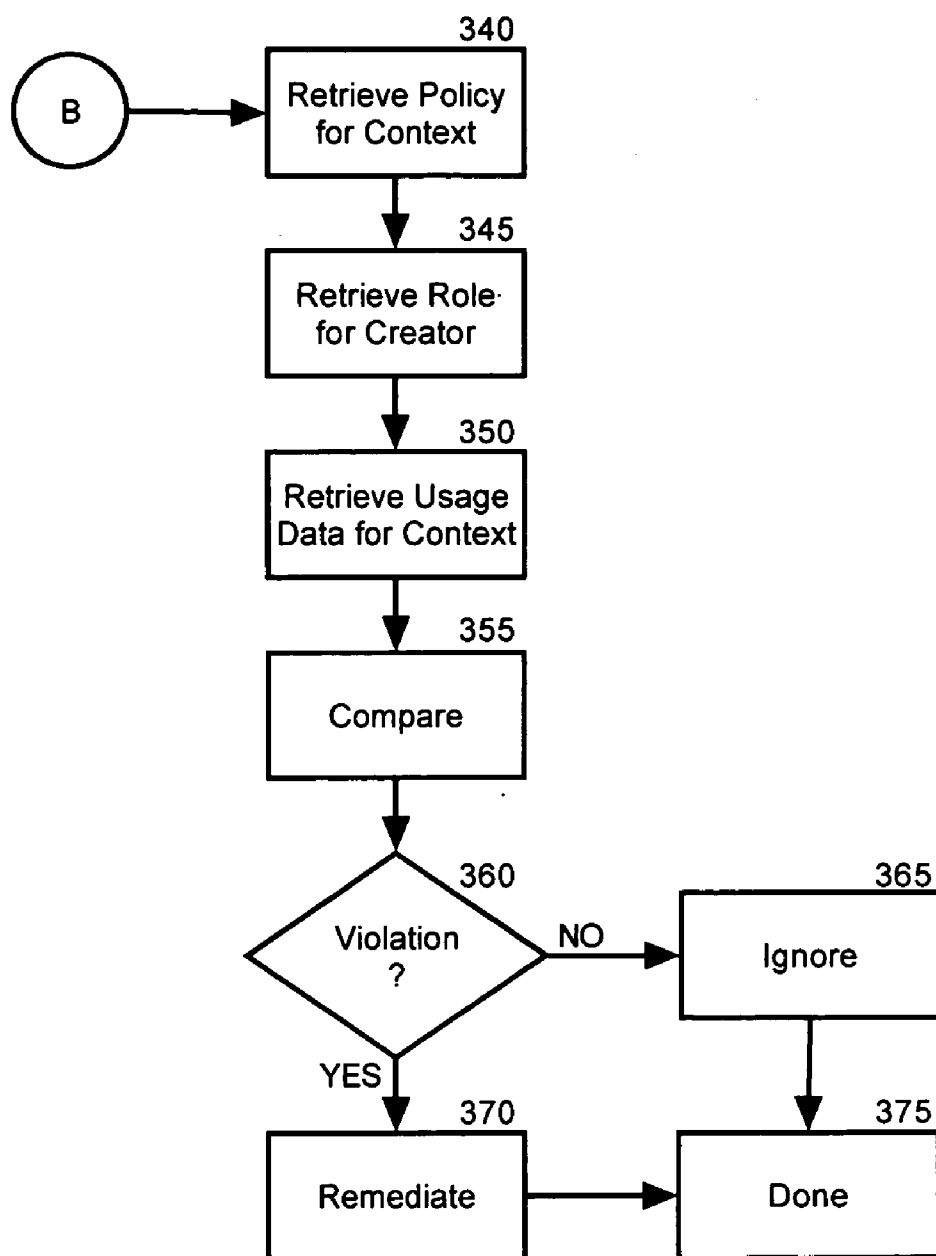 340
B
Retrieve Policy
for Context
345
Retrieve Role
for Creator
350
Retrieve Usage
Data for Context
355
Compare
360
Violation
?
NO
365
Ignore
YES
370
Remediate
375
Done